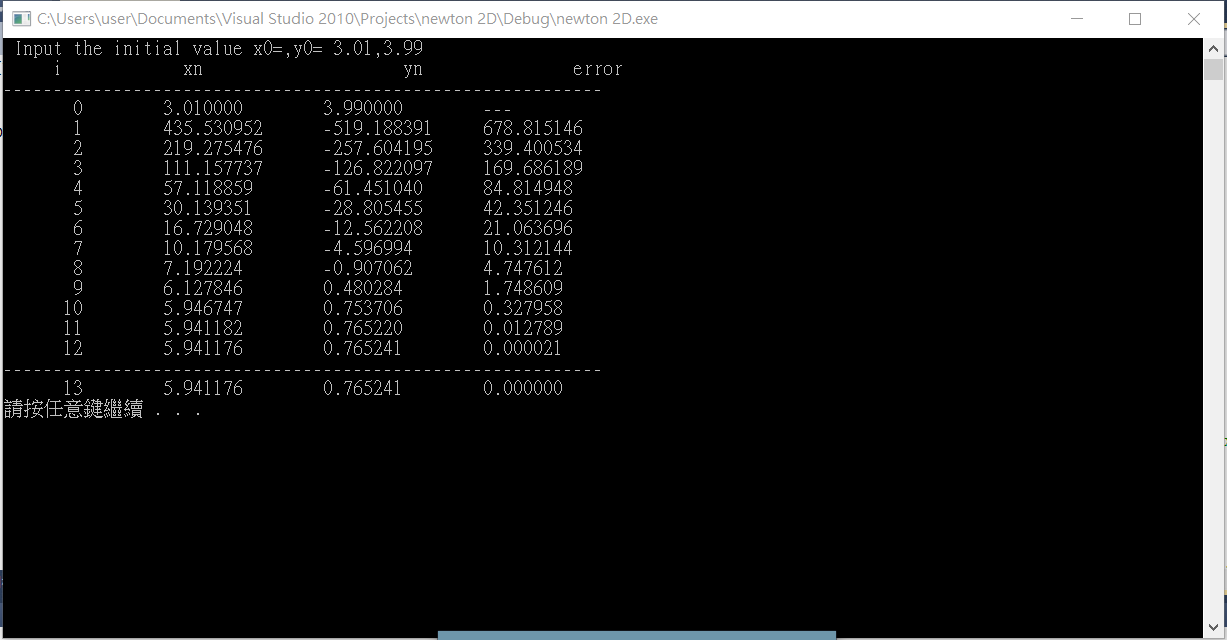 C:\Users\user\Documents\Visual Studio 2010\Projects\newton 2D\Debug\newton 2D.exe
Input the initial value x0=,y0= 3.01,3.99
i xn yn error
---------------------------------------------------------------
0 3.010000 3.990000 ---
1 435.530952 -519.188391 678.815146
2 219.275476 -257.604195 339.400534
3 111.157737 -126.822097 169.686189
4 57.118859 -61.451040 84.814948
5 30.139351 -28.805455 42.351246
6 16.729048 -12.562208 21.063696
7 10.179568 -4.596994 10.312144
8 7.192224 -0.907062 4.747612
9 6.127846 0.480284 1.748609
10 5.946747 0.753706 0.327958
11 5.941182 0.765220 0.012789
12 5.941176 0.765241 0.000021
---------------------------------------------------------------
13 5.941176 0.765241 0.000000
請按任意鍵繼續 . . .